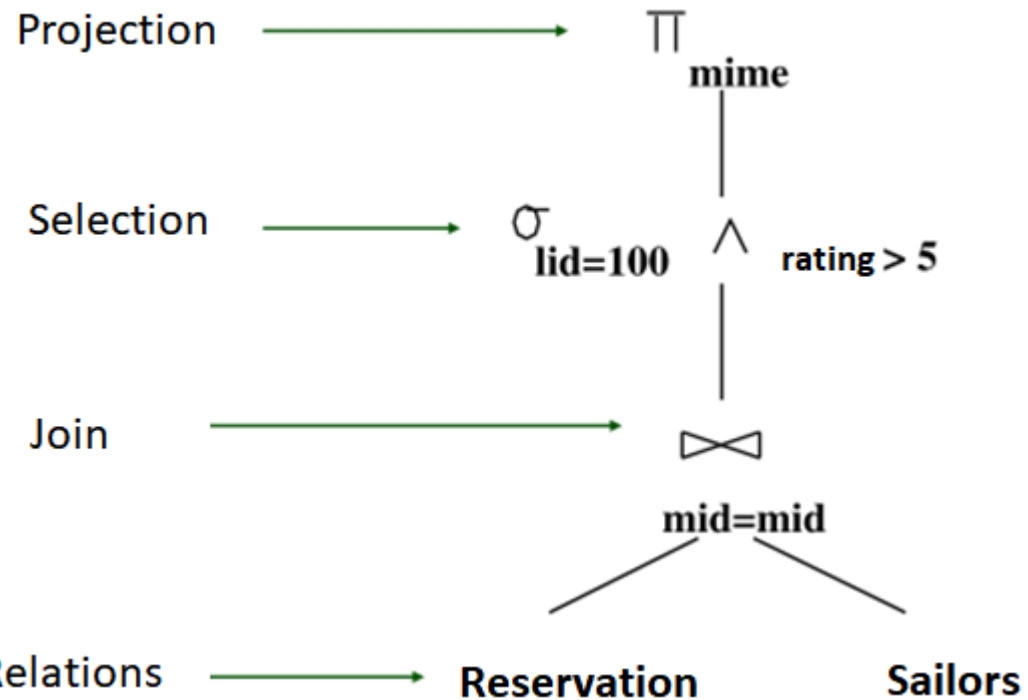 Projection
π
mime
Selection
σ
lid=100 ∧ rating > 5
Join
⋈
mid=mid
Relations
Reservation
Sailors